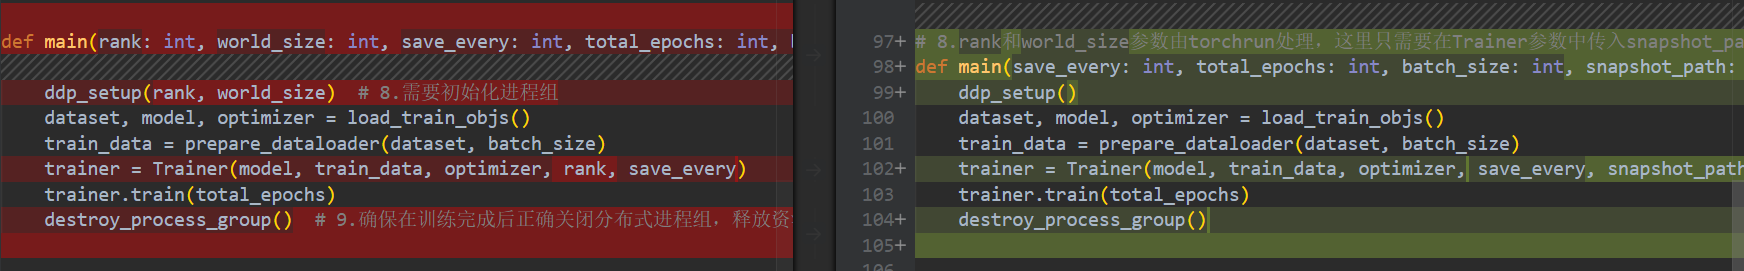 def main(rank: int, world_size: int, save_every: int, total_epochs: int,
ddp_setup(rank, world_size)  # 8.需要初始化进程组
dataset, model, optimizer = load_train_objs()
train_data = prepare_dataloader(dataset, batch_size)
trainer = Trainer(model, train_data, optimizer, rank, save_every)
trainer.train(total_epochs)
destroy_process_group()  # 9.确保在训练完成后正确关闭分布式进程组，释放资
97+ # 8.rank和world_size参数由torchrun处理，这里只需要在Trainer参数中传入snapshot_pa
98+ def main(save_every: int, total_epochs: int, batch_size: int, snapshot_path:
99+ ddp_setup()
100 dataset, model, optimizer = load_train_objs()
101 train_data = prepare_dataloader(dataset, batch_size)
102+ trainer = Trainer(model, train_data, optimizer, save_every, snapshot_path
103 trainer.train(total_epochs)
104+ destroy_process_group()
105+
106